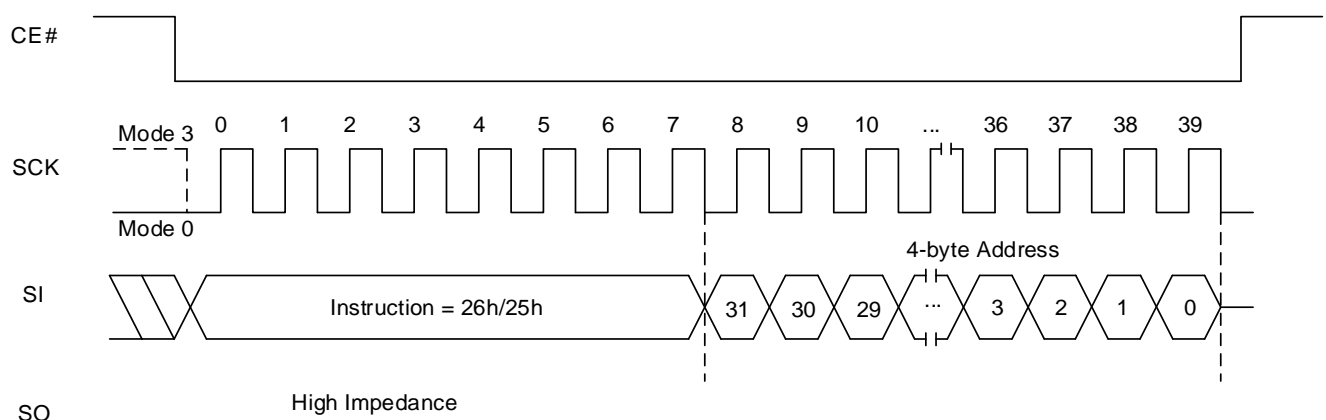 CE#
Mode 3
0 1 2 3 4 5 6 7 8 9 10 ... 36 37 38 39
SCK
Mode 0
4-byte Address
SI
Instruction = 26h/25h
31 30 29 ... 3 2 1 0
High Impedance
SO